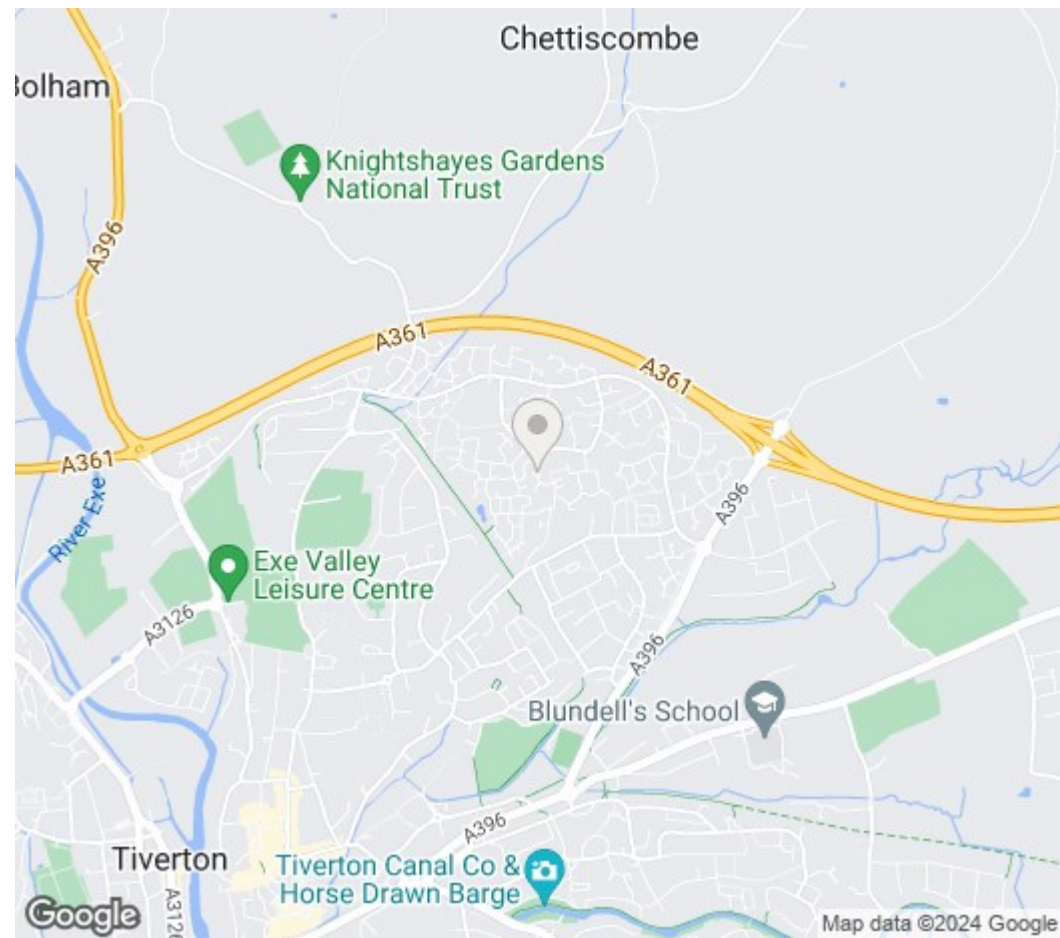 Chettiscombe
Bolham
Knightshayes Gardens
National Trust
A396
A361
A361
A361
River Exe
A396
Exe Valley
Leisure Centre
A3126
A396
Blundell's School
A396
Tiverton
Tiverton Canal Co &
Horse Drawn Barge
A3126
Google
Map data ©2024 Google